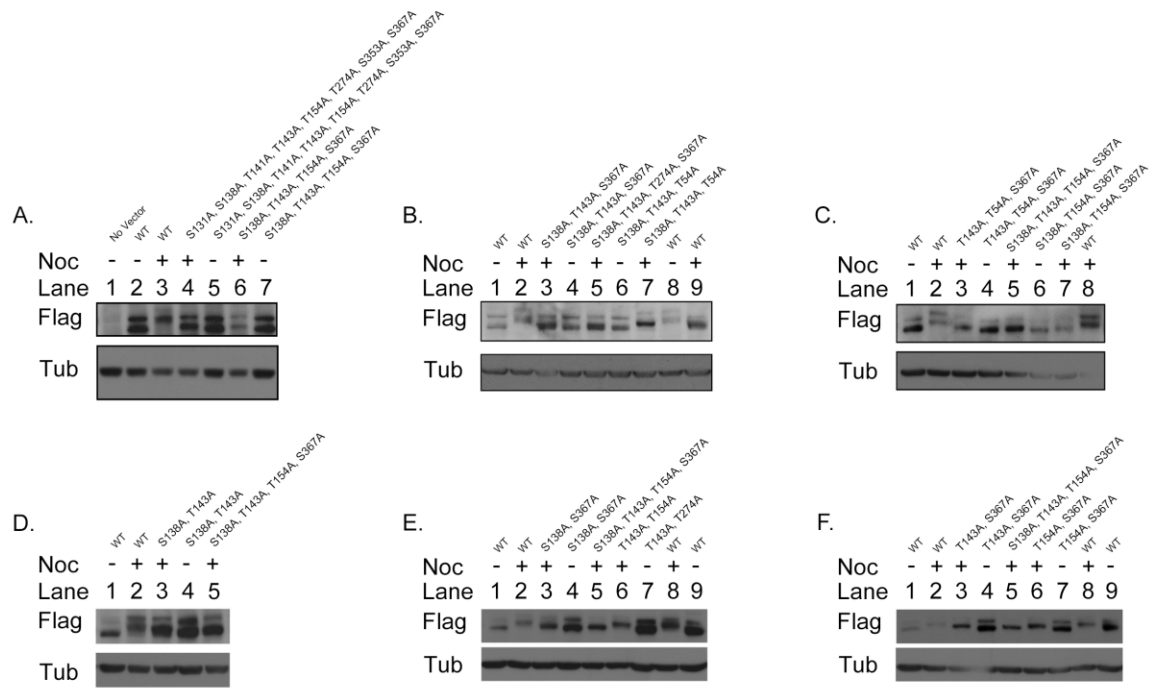 A.
No Vector
WT
WT
S131A, S138A, T141A, T143A, T154A, T274A, S353A, S367A
S131A, S138A, T141A, T143A, T154A, T274A, S353A, S367A
S138A, T143A, T154A, S367A
S138A, T143A, T154A, S367A
Noc - - + + - + -
Lane 1 2 3 4 5 6 7
Flag
Tub
B.
WT
WT
S138A, T143A, S367A
S138A, T143A, S367A
S138A, T143A, T274A, S367A
S138A, T143A, T54A
S138A, T143A, T54A
WT
WT
Noc - + + - + - + - +
Lane 1 2 3 4 5 6 7 8 9
Flag
Tub
C.
WT
WT
T143A, T54A, S367A
T143A, T54A, S367A
S138A, T143A, T154A, S367A
S138A, T154A, S367A
S138A, T154A, S367A
WT
Noc - + + - + - + +
Lane 1 2 3 4 5 6 7 8
Flag
Tub
D.
WT
WT
S138A, T143A
S138A, T143A
S138A, T143A, T154A, S367A
Noc - + + - +
Lane 1 2 3 4 5
Flag
Tub
E.
WT
WT
S138A, S367A
S138A, S367A
S138A, T143A, T154A, S367A
T143A, T154A
T143A, T274A
WT
WT
Noc - + + - + + - + -
Lane 1 2 3 4 5 6 7 8 9
Flag
Tub
F.
WT
WT
T143A, S367A
T143A, S367A
S138A, T143A, T154A, S367A
T154A, S367A
T154A, S367A
WT
WT
Noc - + + - + + - + -
Lane 1 2 3 4 5 6 7 8 9
Flag
Tub